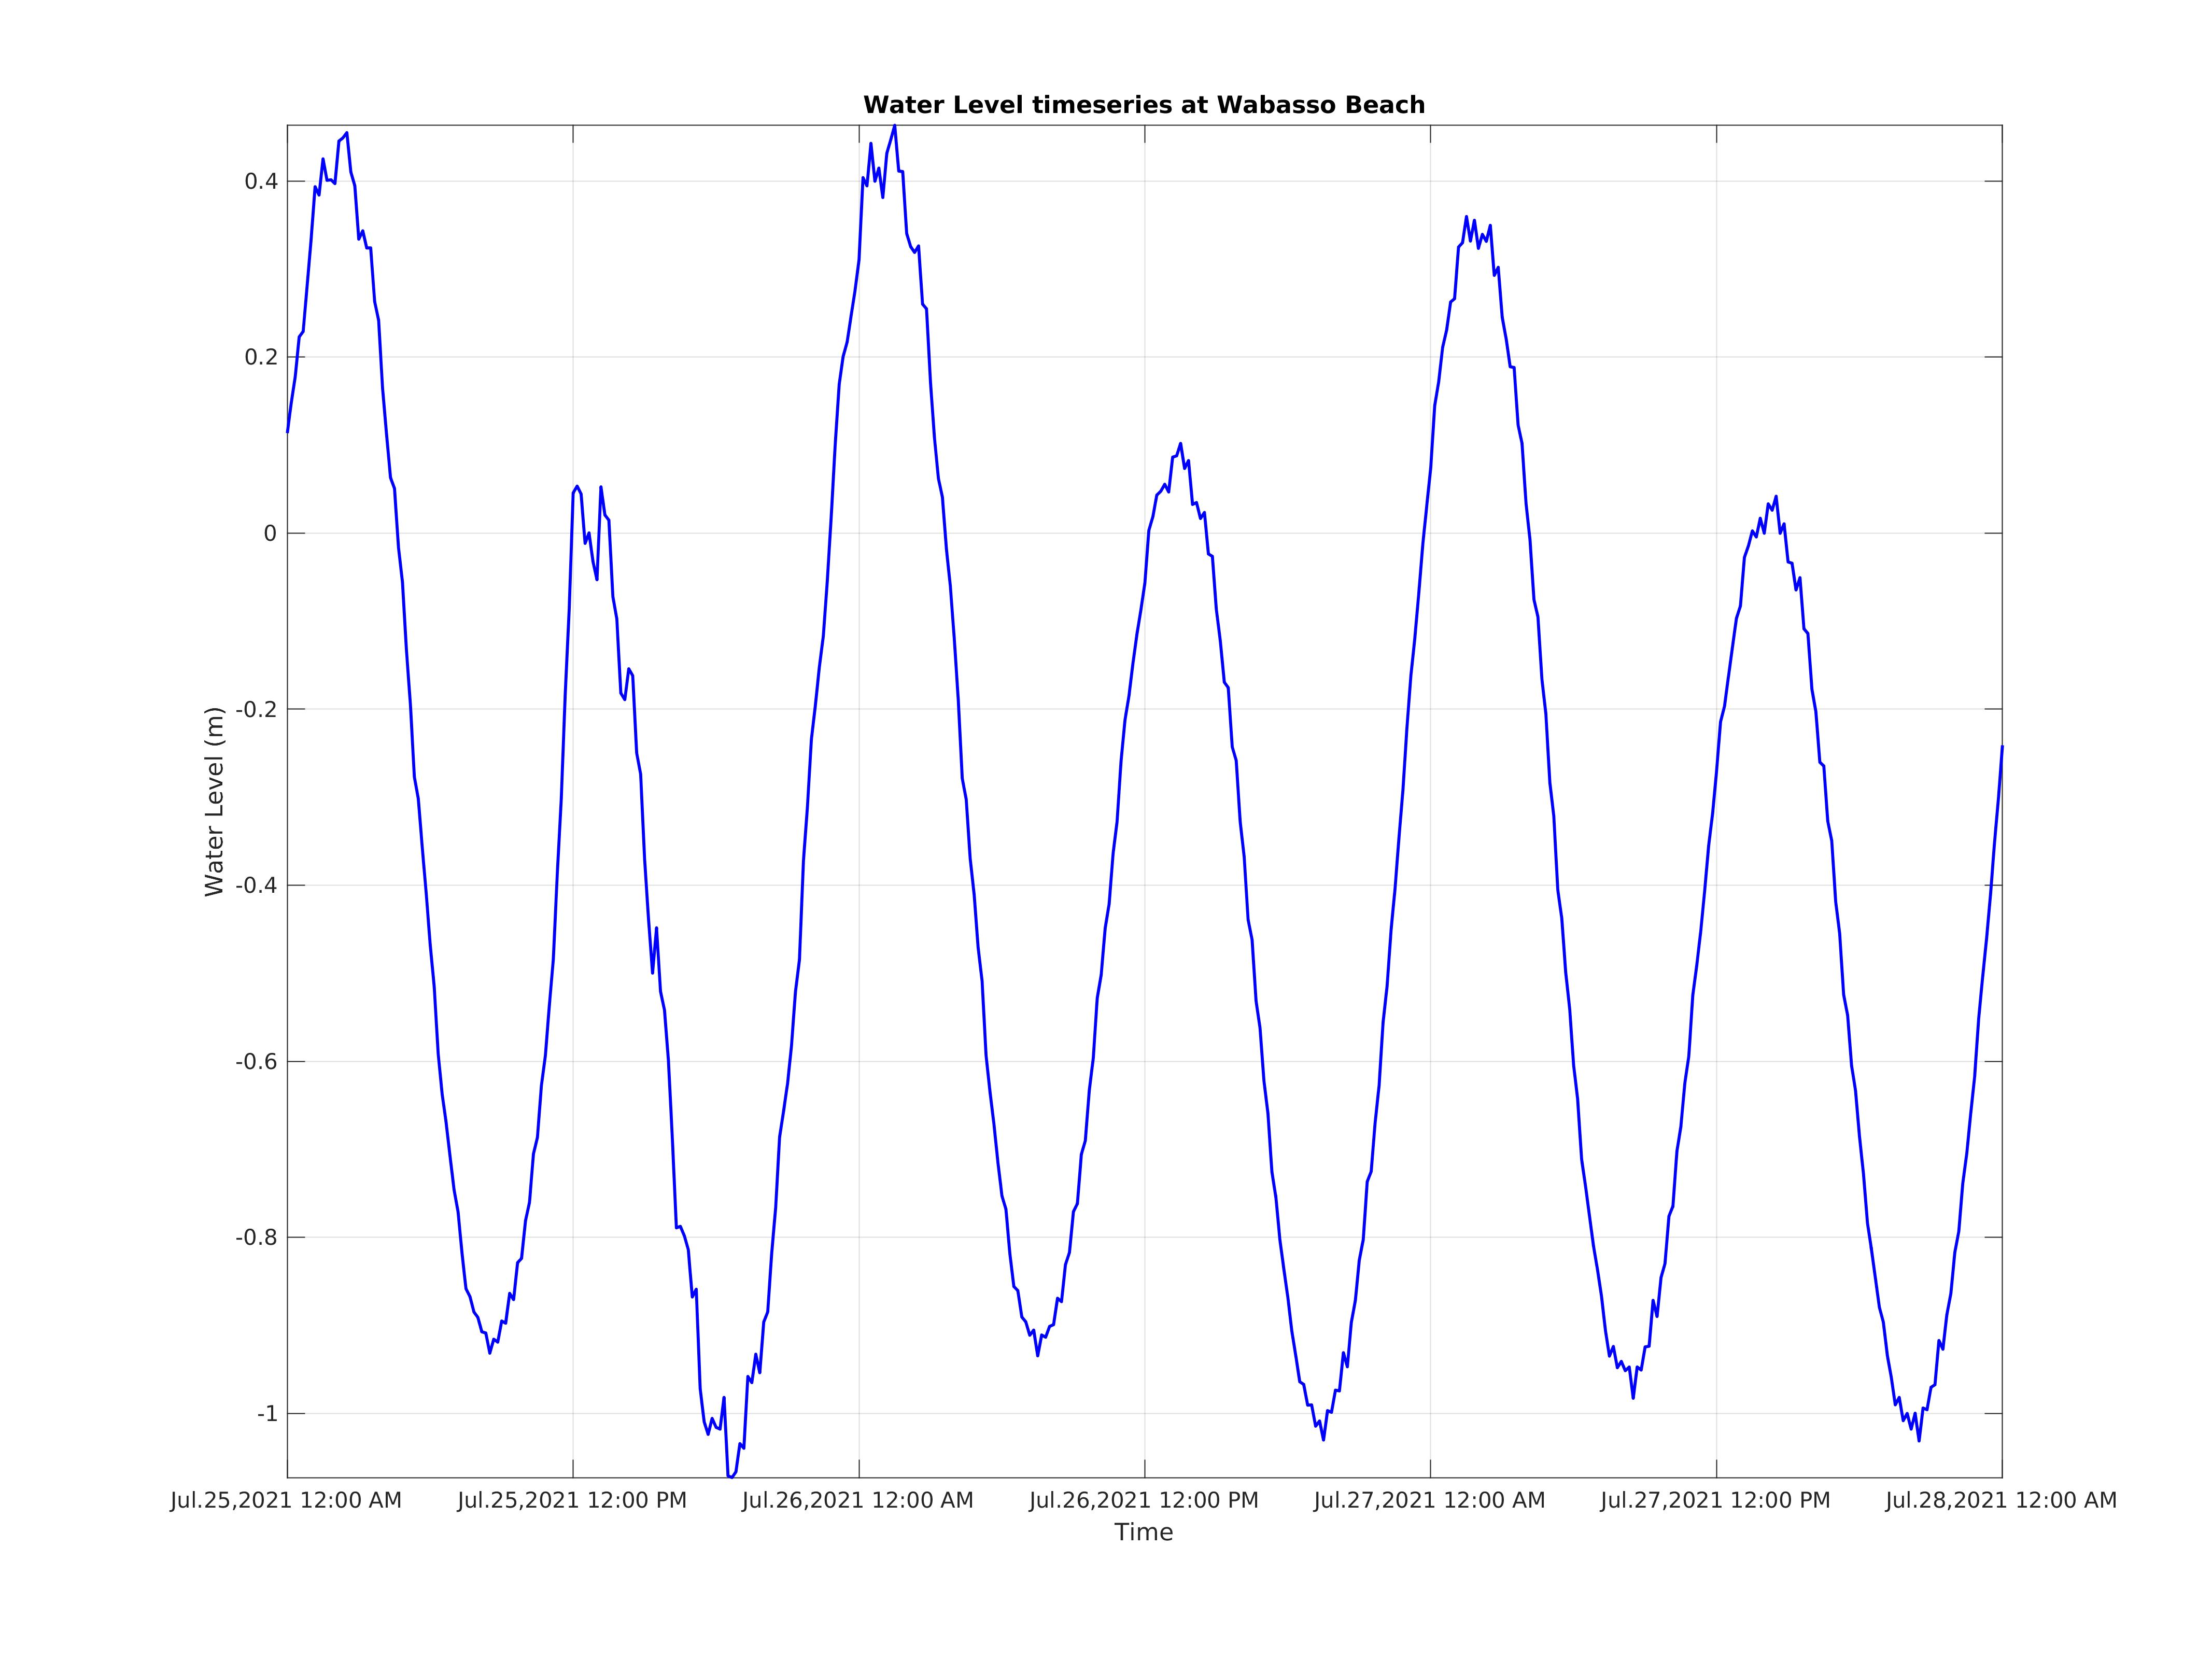 Water Level timeseries at Wabasso Beach
0.4
0.2
0
-0.2
-0.4
-0.6
-0.8
-1
Water Level (m)
Jul.25,2021 12:00 AM
Jul.25,2021 12:00 PM
Jul.26,2021 12:00 AM
Jul.26,2021 12:00 PM
Jul.27,2021 12:00 AM
Jul.27,2021 12:00 PM
Jul.28,2021 12:00 AM
Time